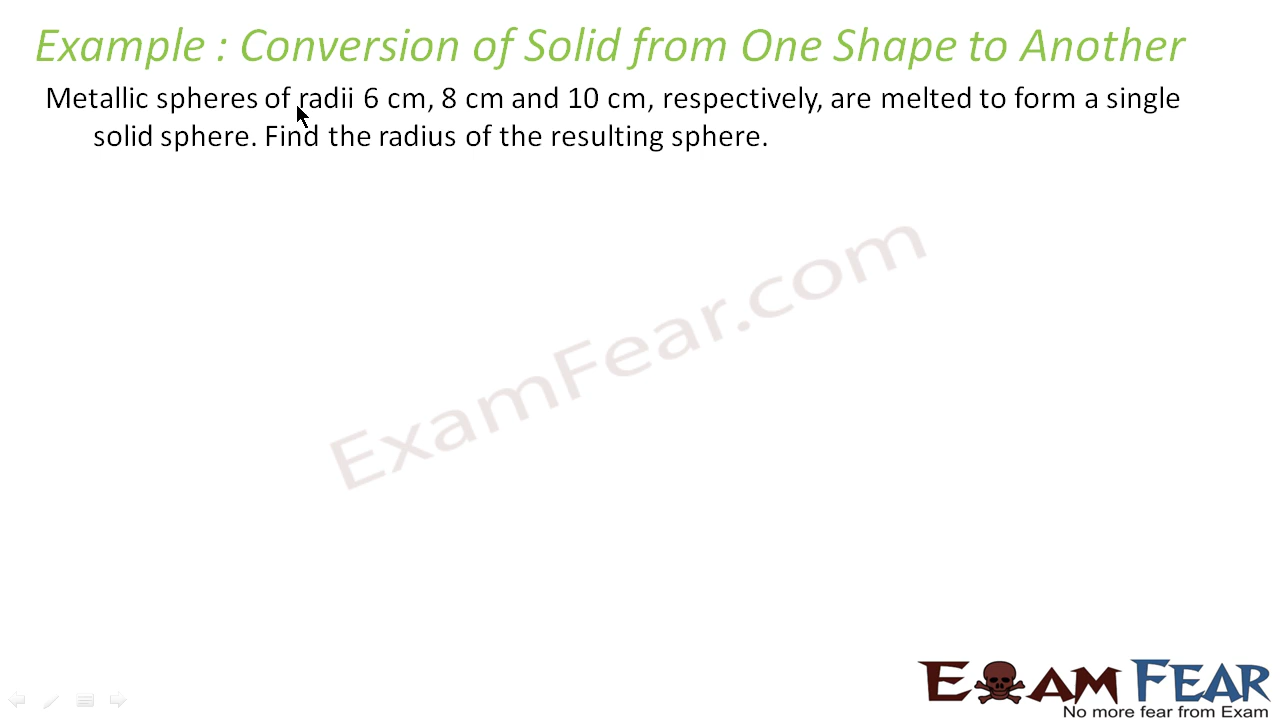 Example : Conversion of Solid from One Shape to Another
Metallic spheres of radii 6 cm, 8 cm and 10 cm, respectively, are melted to form a single
solid sphere. Find the radius of the resulting sphere.
ExamFear.com
EXAM FEAR
No more fear from Exam